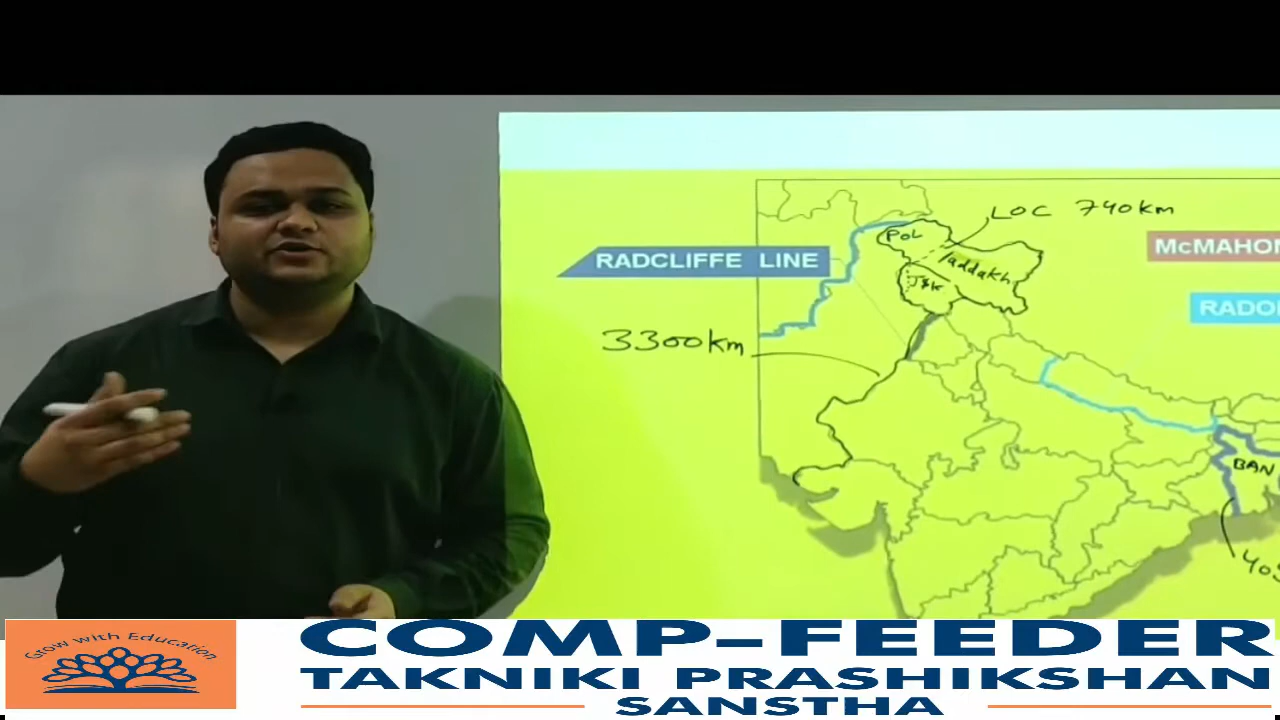 LOC 740km
POL
McMAHON
RADCLIFFE LINE
laddakh
J&k
3300km
BAN
Grow with Education
COMP-FEEDER
TAKNIKI PRASHIKSHAN
SANSTHA